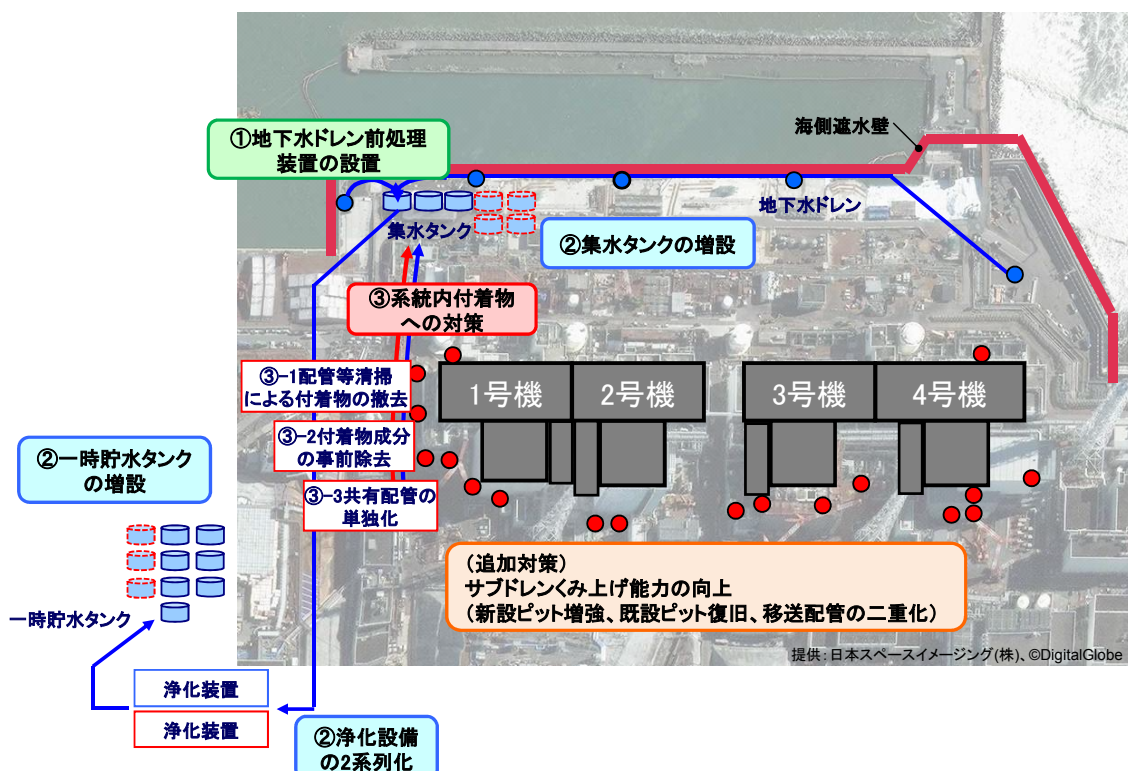 ①地下水ドレン前処理
装置の設置
海側遮水壁
地下水ドレン
集水タンク
②集水タンクの増設
③系統内付着物
への対策
③-1配管等清掃
による付着物の撤去
③-2付着物成分
の事前除去
③-3共有配管の
単独化
1号機
2号機
3号機
4号機
②一時貯水タンク
の増設
一時貯水タンク
(追加対策)
サブドレンくみ上げ能力の向上
(新設ピット増強、既設ピット復旧、移送配管の二重化)
提供：日本スペースイメージング(株)、©DigitalGlobe
浄化装置
浄化装置
②浄化設備
の2系列化